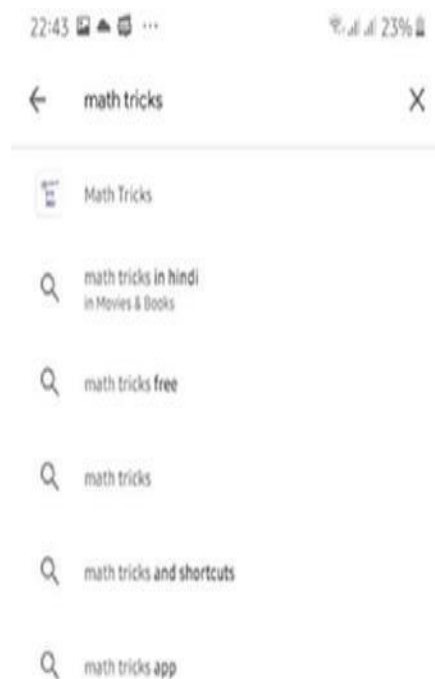 22:43 ... 23%
math tricks
Math Tricks
math tricks in hindi
in Movies & Books
math tricks free
math tricks
math tricks and shortcuts
math tricks app